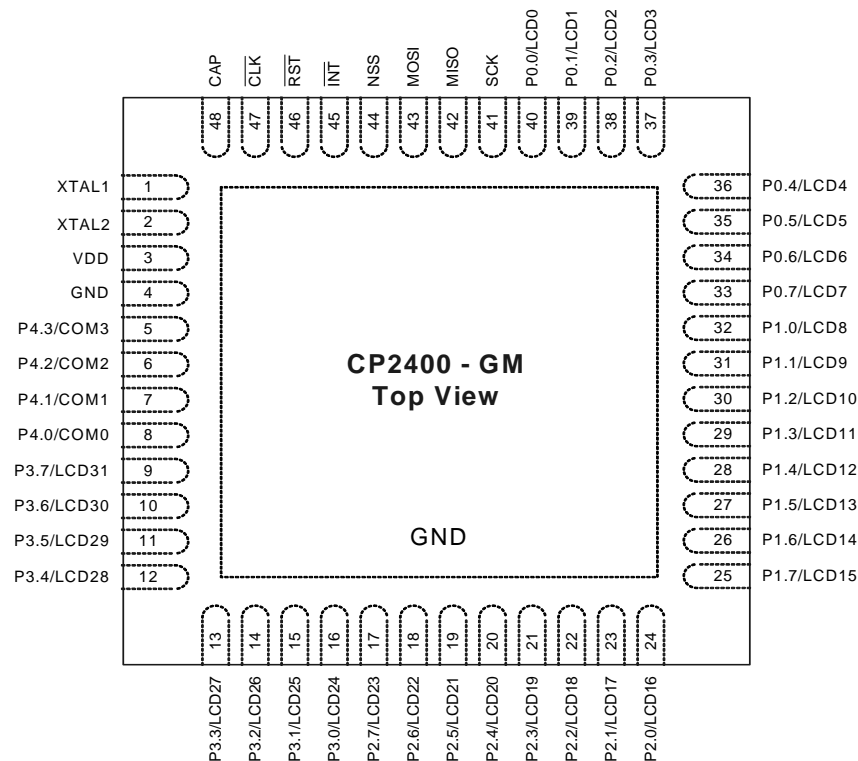 CAP
C̅L̅K̅
R̅S̅T̅
I̅N̅T̅
NSS
MOSI
MISO
SCK
P0.0/LCD0
P0.1/LCD1
P0.2/LCD2
P0.3/LCD3
48
47
46
45
44
43
42
41
40
39
38
37
XTAL1 1
XTAL2 2
VDD 3
GND 4
P4.3/COM3 5
P4.2/COM2 6
P4.1/COM1 7
P4.0/COM0 8
P3.7/LCD31 9
P3.6/LCD30 10
P3.5/LCD29 11
P3.4/LCD28 12
CP2400 - GM
Top View
GND
36 P0.4/LCD4
35 P0.5/LCD5
34 P0.6/LCD6
33 P0.7/LCD7
32 P1.0/LCD8
31 P1.1/LCD9
30 P1.2/LCD10
29 P1.3/LCD11
28 P1.4/LCD12
27 P1.5/LCD13
26 P1.6/LCD14
25 P1.7/LCD15
13
14
15
16
17
18
19
20
21
22
23
24
P3.3/LCD27
P3.2/LCD26
P3.1/LCD25
P3.0/LCD24
P2.7/LCD23
P2.6/LCD22
P2.5/LCD21
P2.4/LCD20
P2.3/LCD19
P2.2/LCD18
P2.1/LCD17
P2.0/LCD16